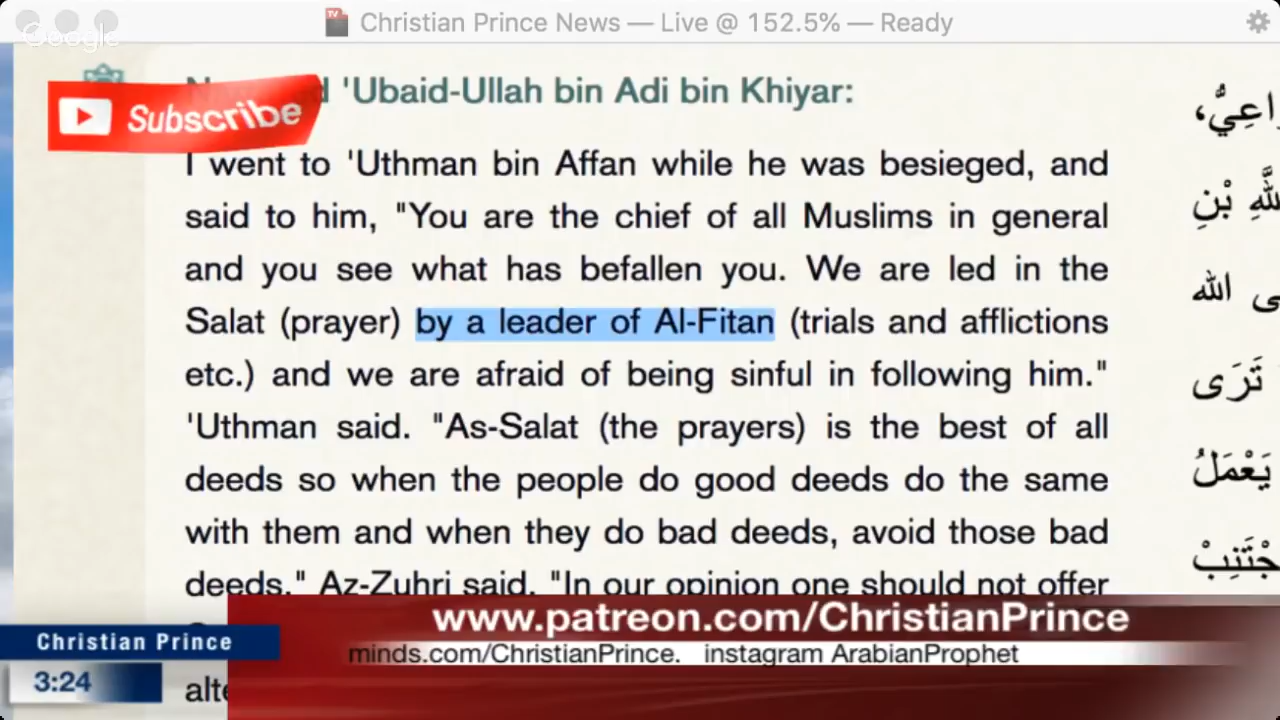 Christian Prince News — Live @ 152.5% — Ready
Google
Subscribe
'Ubaid-Ullah bin Adi bin Khiyar:
I went to 'Uthman bin Affan while he was besieged, and
said to him, "You are the chief of all Muslims in general
and you see what has befallen you. We are led in the
Salat (prayer) by a leader of Al-Fitan (trials and afflictions
etc.) and we are afraid of being sinful in following him."
'Uthman said. "As-Salat (the prayers) is the best of all
deeds so when the people do good deeds do the same
with them and when they do bad deeds, avoid those bad
deeds." Az-Zuhri said. "In our opinion one should not offer
اللَّهِ بْنِ
الله
تَرَى
يَعْمَلُ
www.patreon.com/ChristianPrince
Christian Prince
minds.com/ChristianPrince. instagram ArabianProphet
3:24